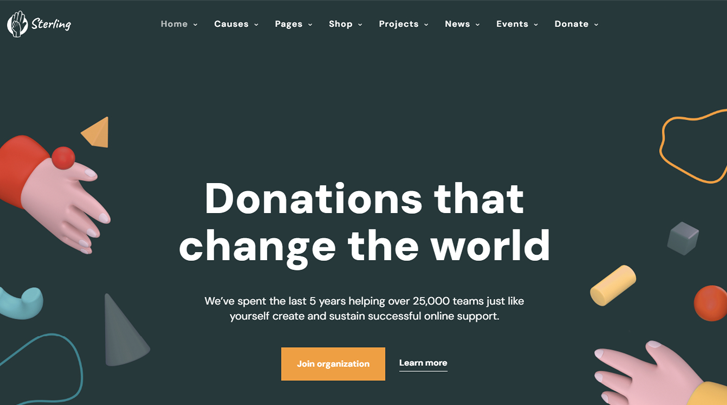 Sterling
Home Causes Pages Shop Projects News Events Donate
Donations that
change the world
We've spent the last 5 years helping over 25,000 teams just like
yourself create and sustain successful online support.
Join organization Learn more